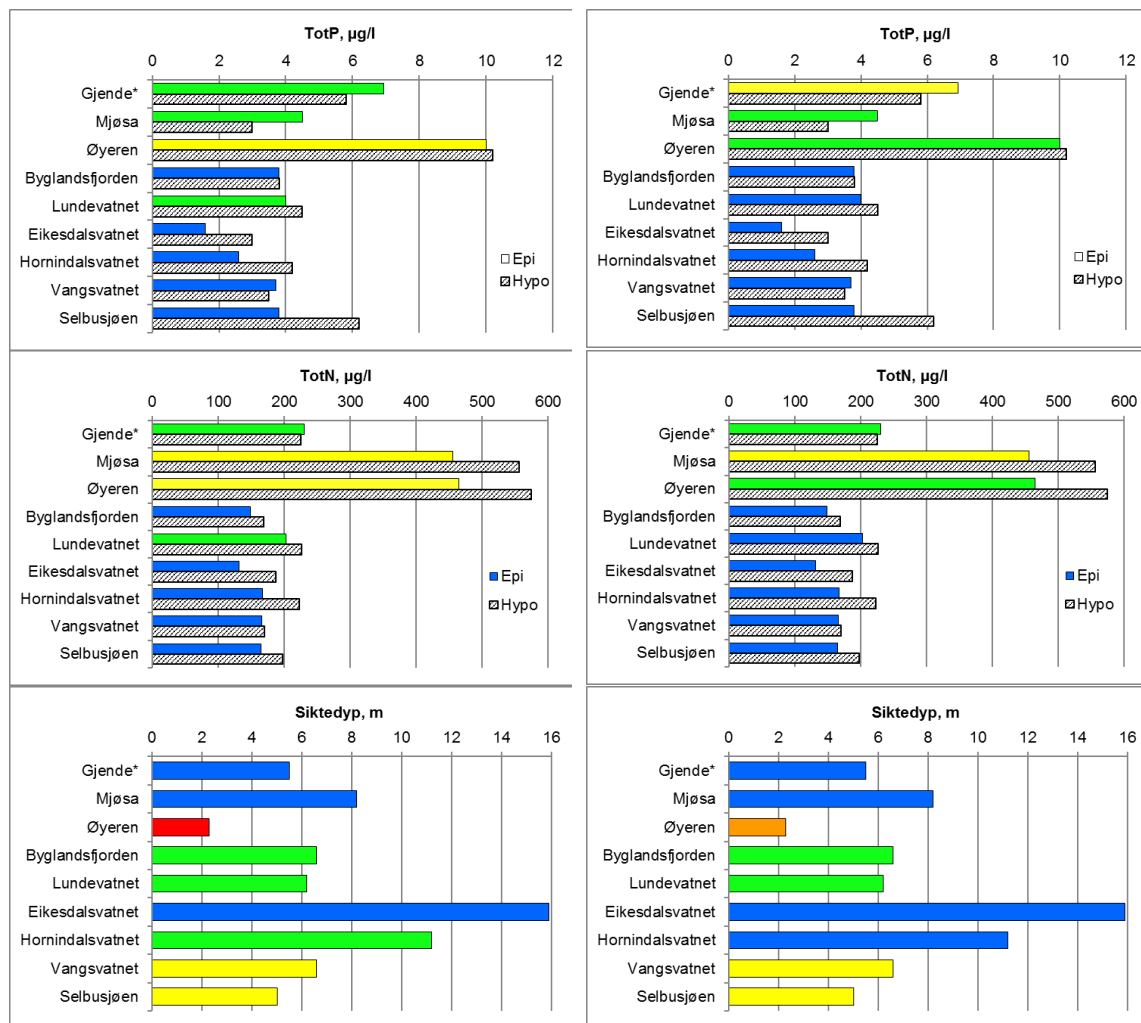 TotP, µg/l
0 2 4 6 8 10 12
Gjende*
Mjøsa
Øyeren
Byglandsfjorden
Lundevatnet
Eikesdalsvatnet
Hornindalsvatnet
Vangsvatnet
Selbusjøen
Epi
Hypo
TotP, µg/l
0 2 4 6 8 10 12
Gjende*
Mjøsa
Øyeren
Byglandsfjorden
Lundevatnet
Eikesdalsvatnet
Hornindalsvatnet
Vangsvatnet
Selbusjøen
Epi
Hypo
TotN, µg/l
0 100 200 300 400 500 600
Gjende*
Mjøsa
Øyeren
Byglandsfjorden
Lundevatnet
Eikesdalsvatnet
Hornindalsvatnet
Vangsvatnet
Selbusjøen
Epi
Hypo
TotN, µg/l
0 100 200 300 400 500 600
Gjende*
Mjøsa
Øyeren
Byglandsfjorden
Lundevatnet
Eikesdalsvatnet
Hornindalsvatnet
Vangsvatnet
Selbusjøen
Epi
Hypo
Siktedyp, m
0 2 4 6 8 10 12 14 16
Gjende*
Mjøsa
Øyeren
Byglandsfjorden
Lundevatnet
Eikesdalsvatnet
Hornindalsvatnet
Vangsvatnet
Selbusjøen
Siktedyp, m
0 2 4 6 8 10 12 14 16
Gjende*
Mjøsa
Øyeren
Byglandsfjorden
Lundevatnet
Eikesdalsvatnet
Hornindalsvatnet
Vangsvatnet
Selbusjøen